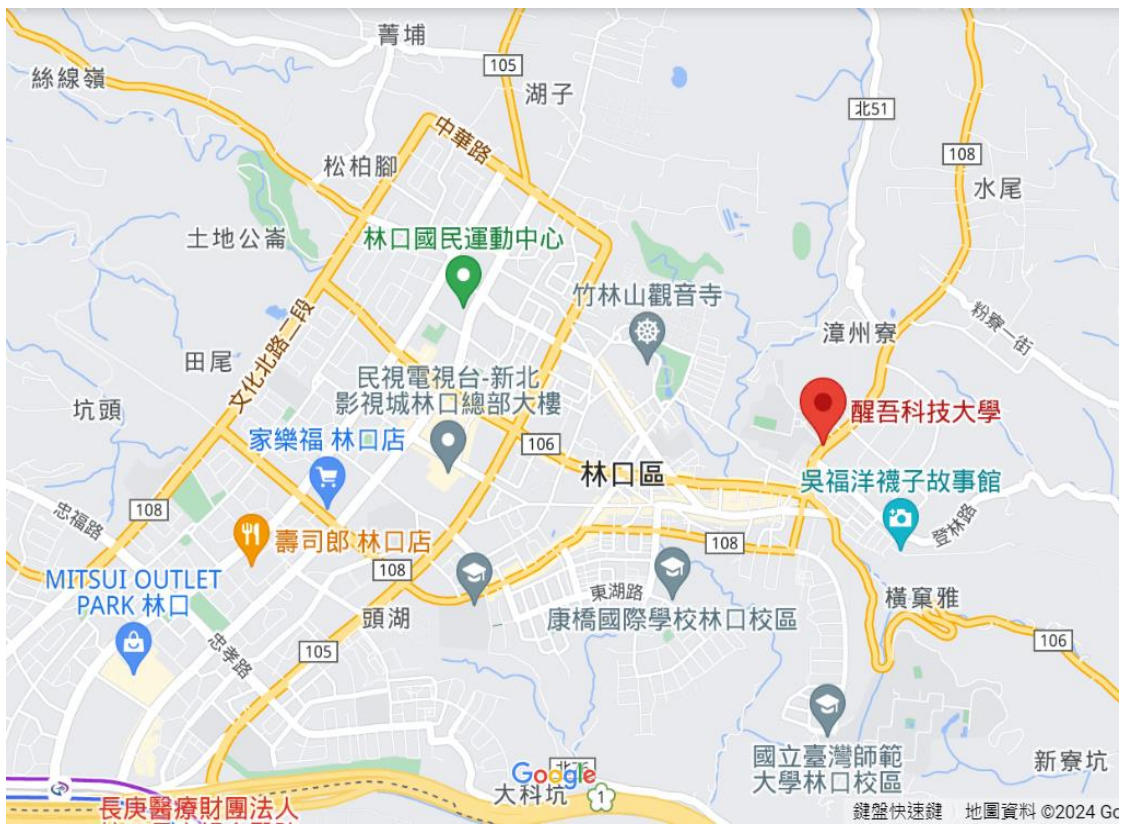 菁埔
105
絲線嶺
湖子
北51
中華路
松柏腳
108
水尾
土地公崙
林口國民運動中心
竹林山觀音寺
粉寮一街
漳州寮
文化北路二段
田尾
民視電視台-新北
影視城林口總部大樓
坑頭
醒吾科技大學
家樂福 林口店
106
林口區
吳福洋襪子故事館
108
忠福路
壽司郎 林口店
108
登林路
MITSUI OUTLET
PARK 林口
108
東湖路
橫窠雅
頭湖
康橋國際學校林口校區
忠孝路
105
106
國立臺灣師範
大學林口校區
新寮坑
Google
大科坑
1
長庚醫療財團法人
鍵盤快速鍵
地圖資料 ©2024 Go